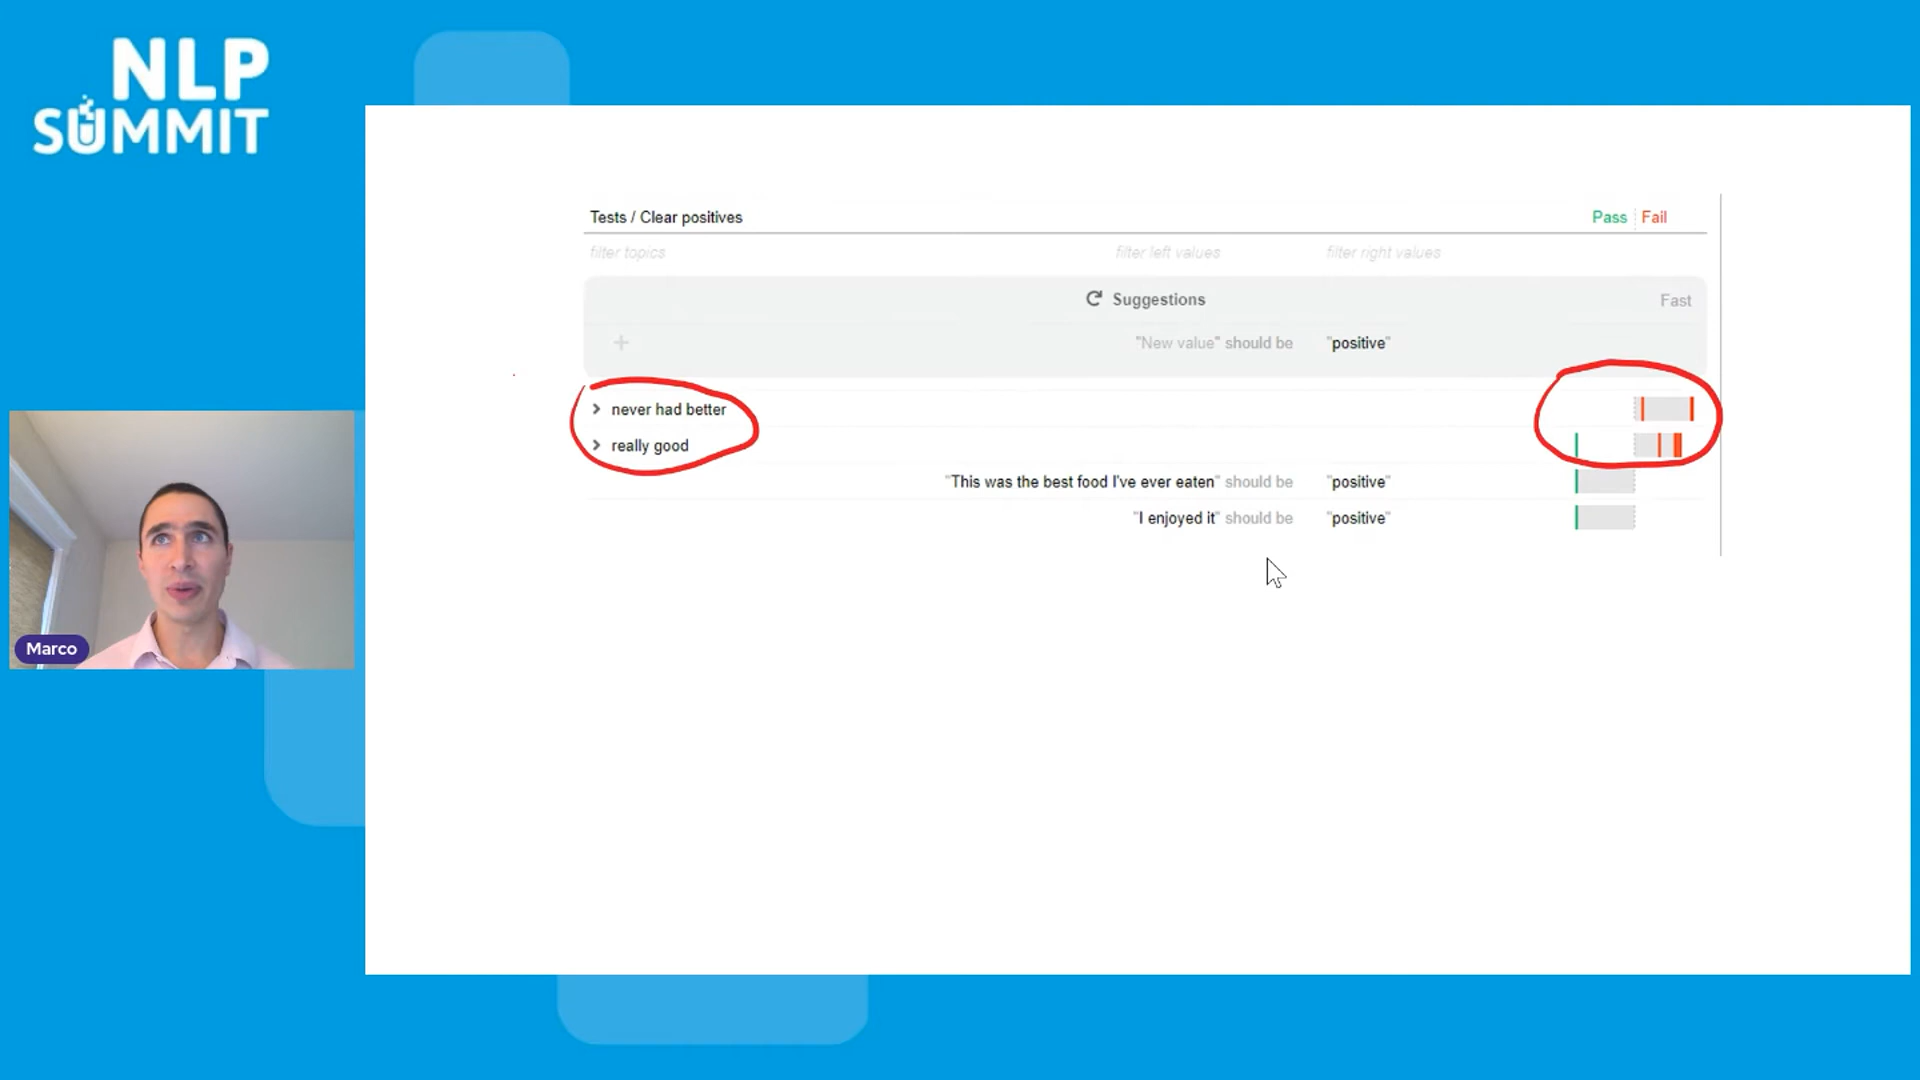 NLP
SUMMIT
Tests / Clear positives Pass Fail
filter topics filter left values filter right values
Suggestions Fast
"New value" should be "positive"
never had better
really good
"This was the best food I've ever eaten" should be "positive"
"I enjoyed it" should be "positive"
Marco